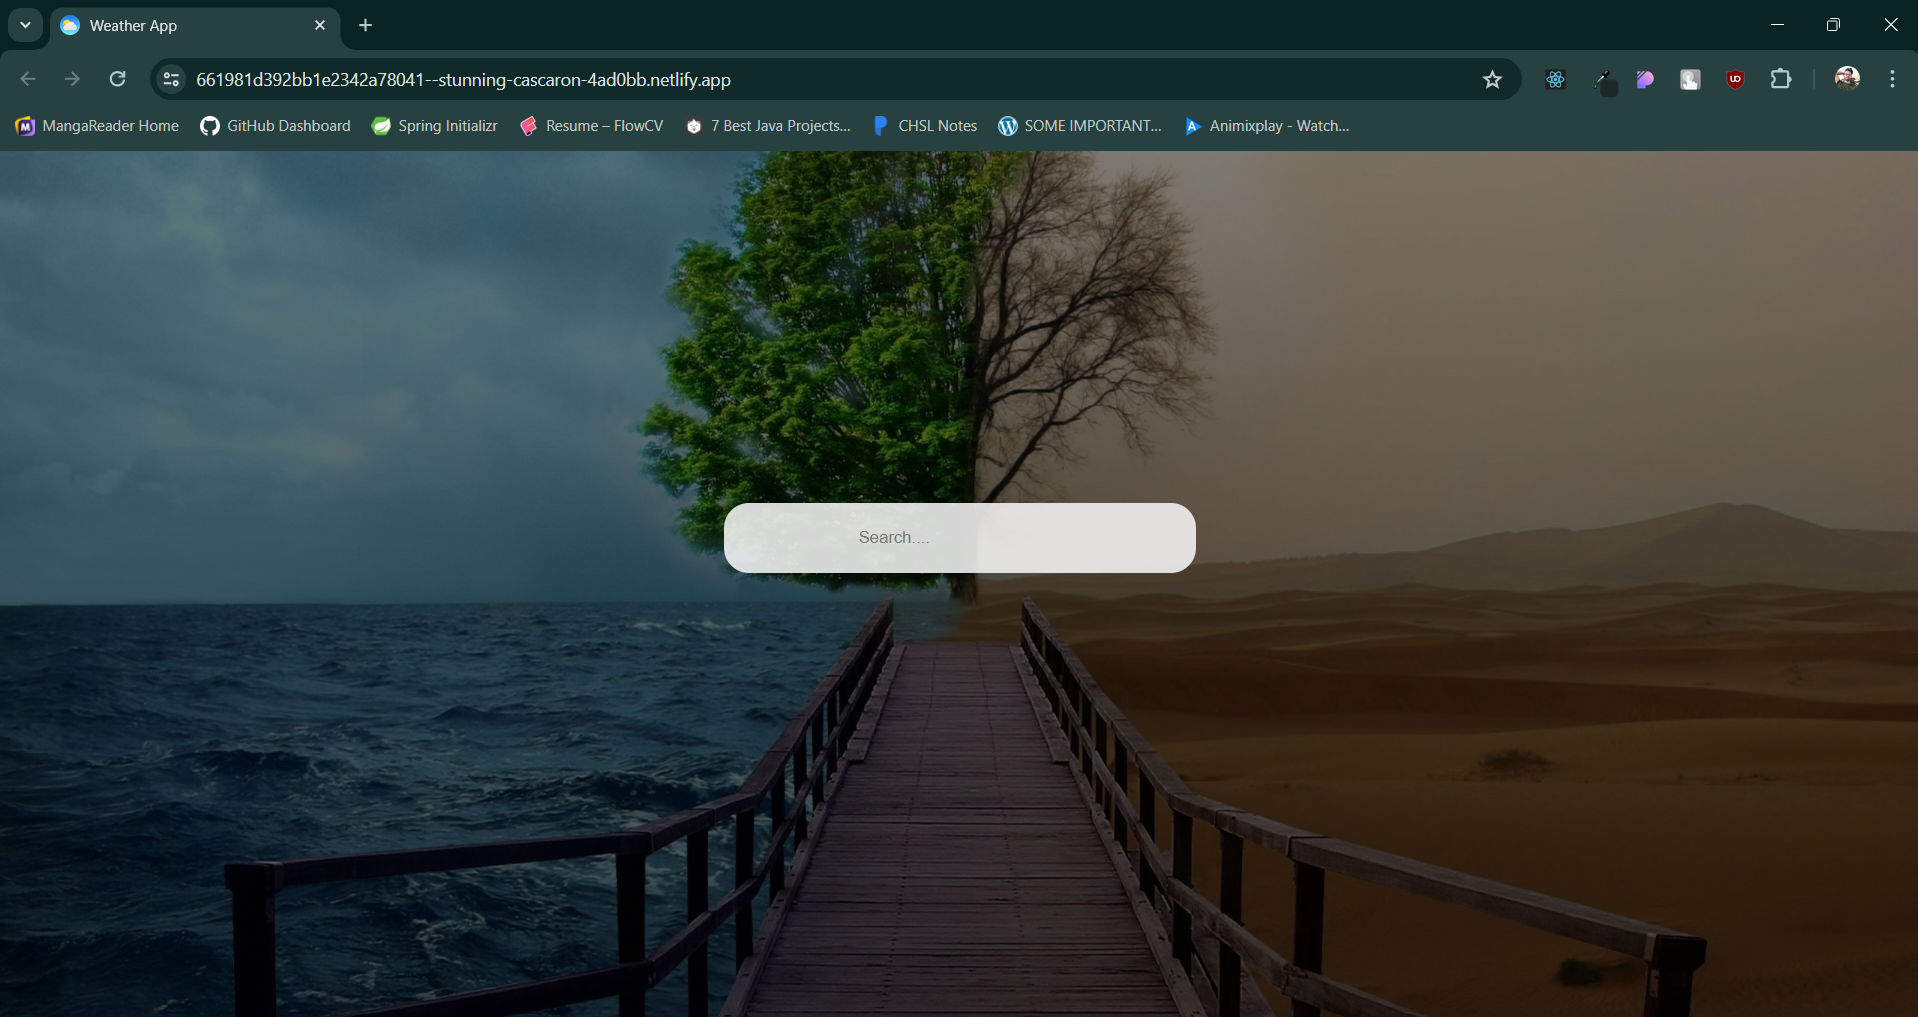 Weather App
661981d392bb1e2342a78041--stunning-cascaron-4ad0bb.netlify.app
MangaReader Home GitHub Dashboard Spring Initializr Resume – FlowCV 7 Best Java Projects... CHSL Notes SOME IMPORTANT... Animixplay - Watch...
Search....